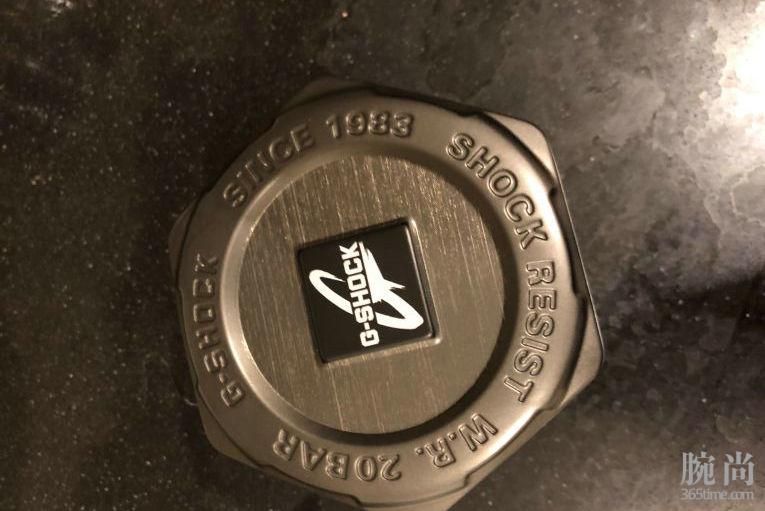 G-SHOCK
SINCE 1983
SHOCK RESIST
W.R. 20BAR
G-SHOCK
腕尚
365time.com